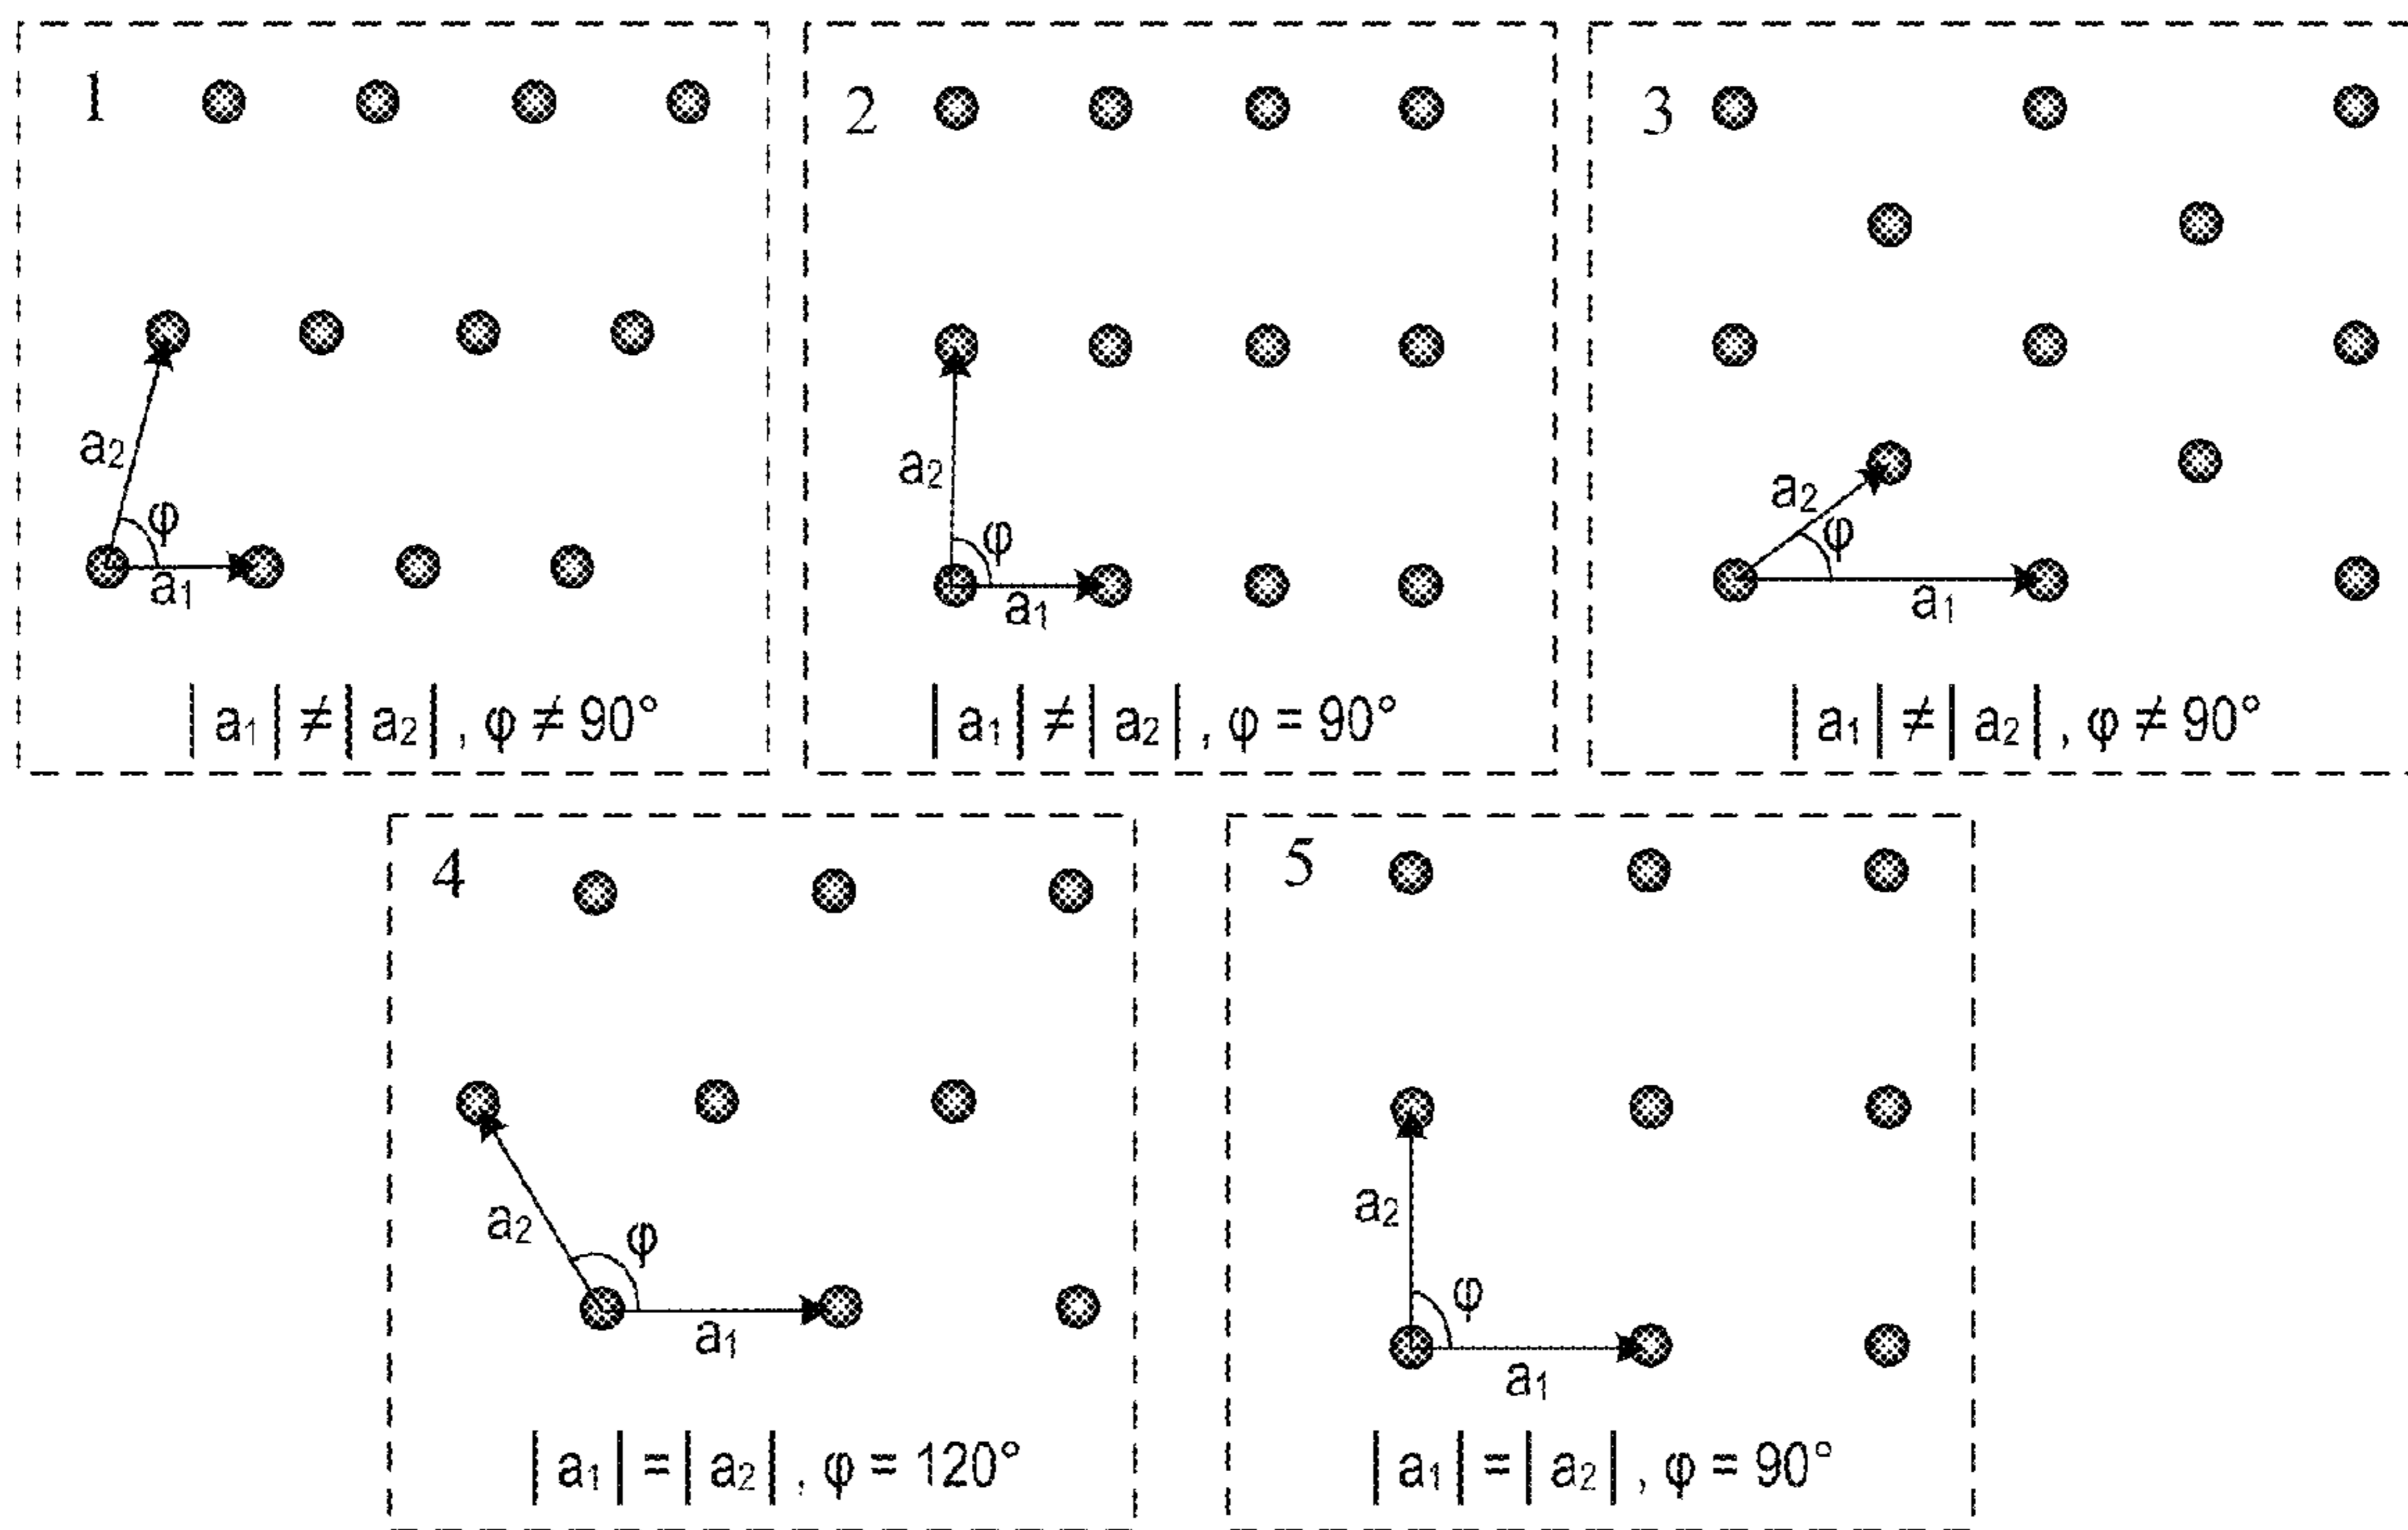 1
a₂
φ
a₁
| a₁ | ≠ | a₂ | , φ ≠ 90°
2
a₂
φ
a₁
| a₁ | ≠ | a₂ | , φ = 90°
3
a₂
φ
a₁
| a₁ | ≠ | a₂ | , φ ≠ 90°
4
a₂
φ
a₁
| a₁ | = | a₂ | , φ = 120°
5
a₂
φ
a₁
| a₁ | = | a₂ | , φ = 90°